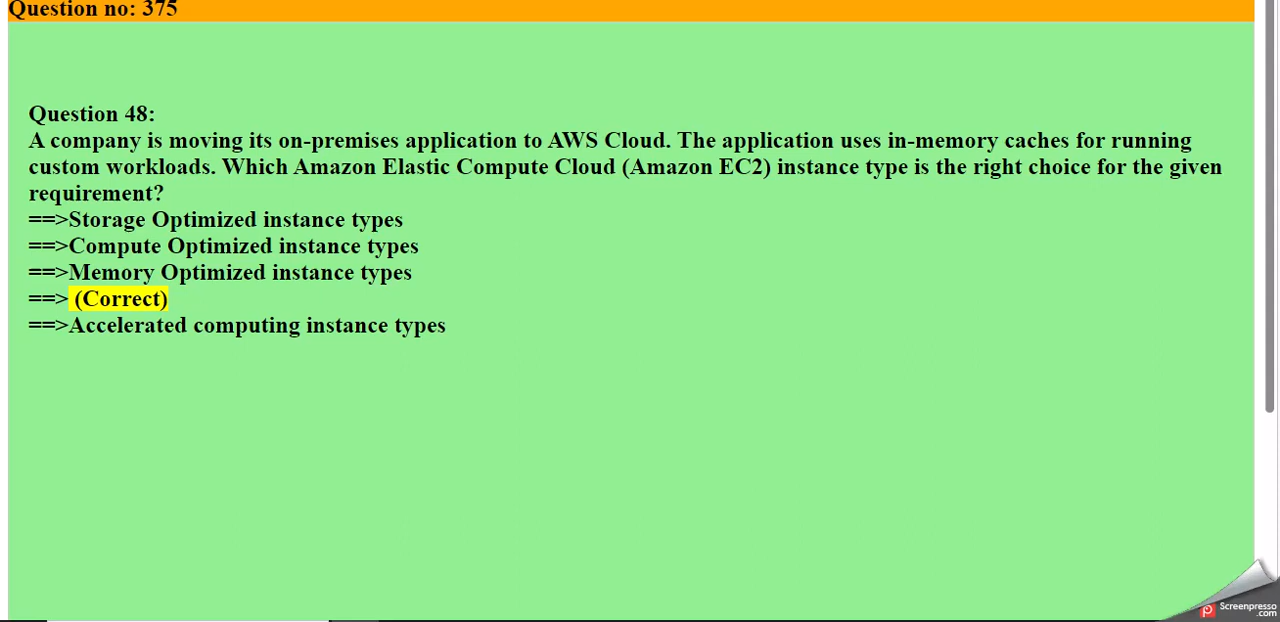 Question no: 375
Question 48:
A company is moving its on-premises application to AWS Cloud. The application uses in-memory caches for running
custom workloads. Which Amazon Elastic Compute Cloud (Amazon EC2) instance type is the right choice for the given
requirement?
==>Storage Optimized instance types
==>Compute Optimized instance types
==>Memory Optimized instance types
==> (Correct)
==>Accelerated computing instance types
Screenpresso
.com